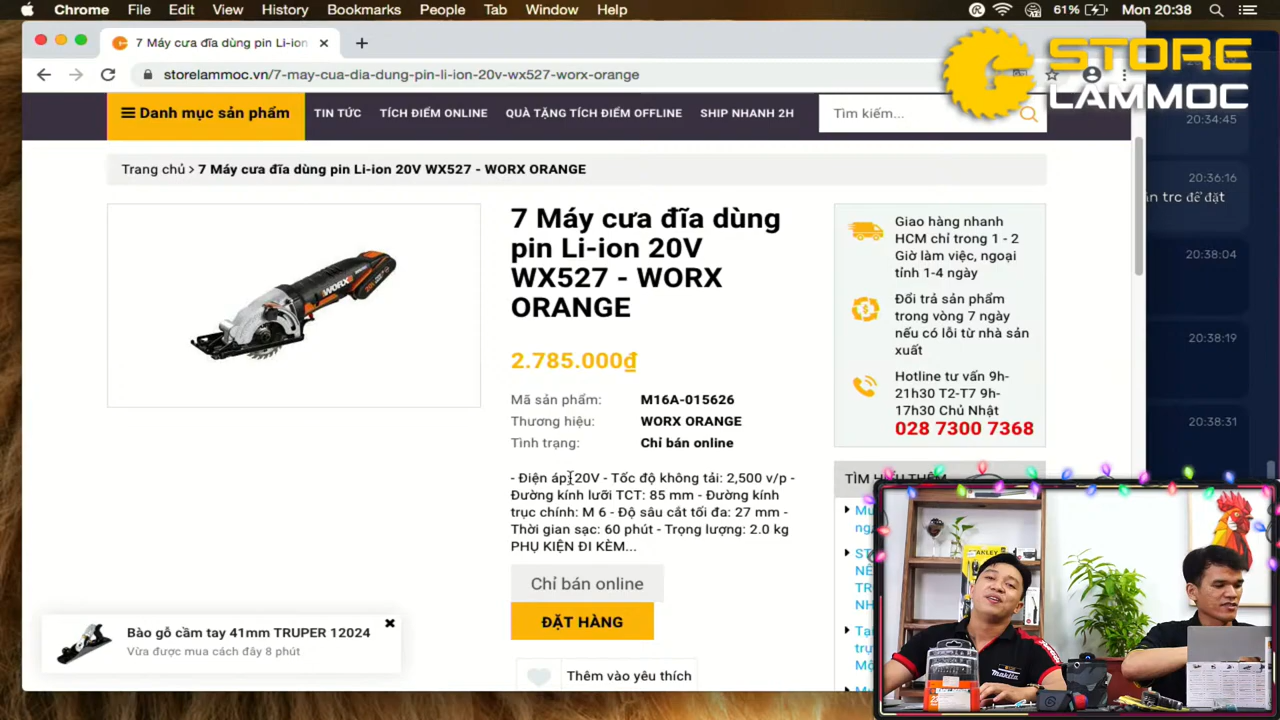 Chrome File Edit View History Bookmarks People Tab Window Help
61% Mon 20:38
7 Máy cưa đĩa dùng pin Li-ion
storelammoc.vn/7-may-cua-dia-dung-pin-li-ion-20v-wx527-worx-orange
STORE
LAMMOC
Danh mục sản phẩm TIN TỨC TÍCH ĐIỂM ONLINE QUÀ TẶNG TÍCH ĐIỂM OFFLINE SHIP NHANH 2H Tìm kiếm...
Trang chủ > 7 Máy cưa đĩa dùng pin Li-ion 20V WX527 - WORX ORANGE
WORX
7 Máy cưa đĩa dùng
pin Li-ion 20V
WX527 - WORX
ORANGE
2.785.000₫
Mã sản phẩm: M16A-015626
Thương hiệu: WORX ORANGE
Tình trạng: Chỉ bán online
- Điện áp: 20V - Tốc độ không tải: 2,500 v/p -
Đường kính lưỡi TCT: 85 mm - Đường kính
trục chính: M 6 - Độ sâu cắt tối đa: 27 mm -
Thời gian sạc: 60 phút - Trọng lượng: 2.0 kg
PHỤ KIỆN ĐI KÈM...
Chỉ bán online
ĐẶT HÀNG
Thêm vào yêu thích
Giao hàng nhanh
HCM chỉ trong 1 - 2
Giờ làm việc, ngoại
tỉnh 1-4 ngày
Đổi trả sản phẩm
trong vòng 7 ngày
nếu có lỗi từ nhà sản
xuất
Hotline tư vấn 9h-
21h30 T2-T7 9h-
17h30 Chủ Nhật
028 7300 7368
TÌM HIỂU THÊM
Bào gỗ cầm tay 41mm TRUPER 12024
Vừa được mua cách đây 8 phút
20:34:45
20:36:16
trc để đặt
20:38:04
20:38:19
20:38:31
STANLEY
makita